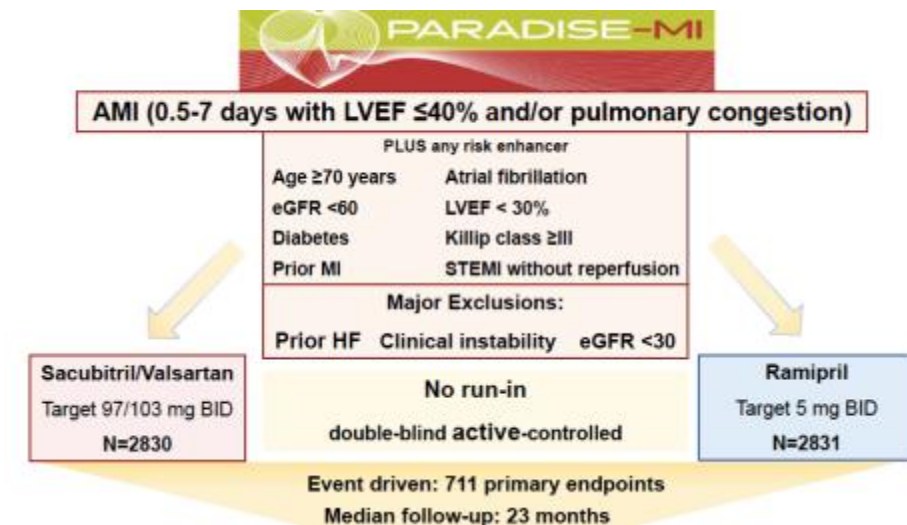 PARADISE-MI
AMI (0.5-7 days with LVEF ≤40% and/or pulmonary congestion)
PLUS any risk enhancer
Age ≥70 years Atrial fibrillation
eGFR <60 LVEF < 30%
Diabetes Killip class ≥III
Prior MI STEMI without reperfusion
Major Exclusions:
Prior HF Clinical instability eGFR <30
Sacubitril/Valsartan
Target 97/103 mg BID
N=2830
No run-in
double-blind active-controlled
Ramipril
Target 5 mg BID
N=2831
Event driven: 711 primary endpoints
Median follow-up: 23 months